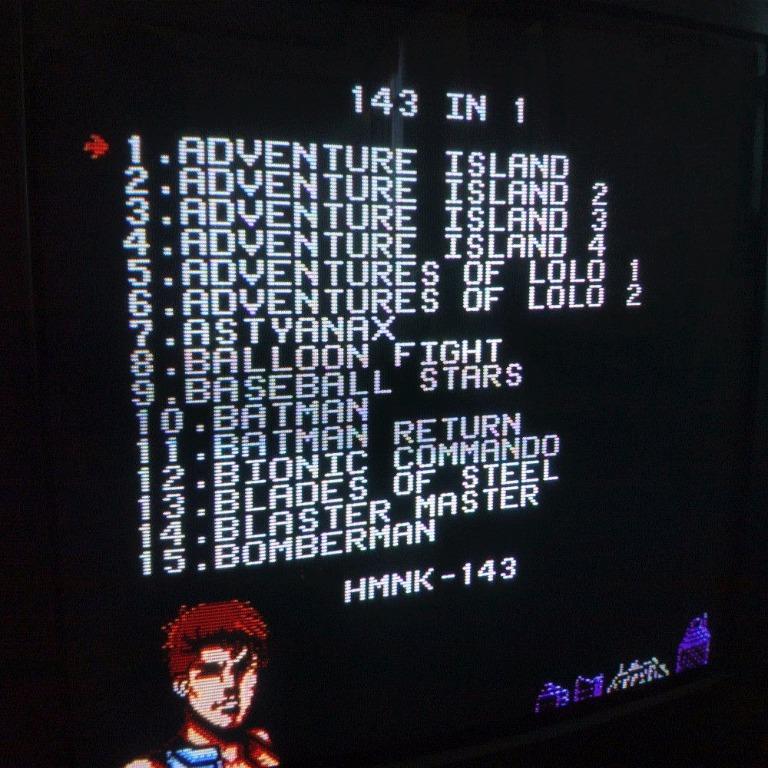 143 IN 1
1.ADVENTURE ISLAND
2.ADVENTURE ISLAND 2
3.ADVENTURE ISLAND 3
4.ADVENTURE ISLAND 4
5.ADVENTURES OF LOLO 1
6.ADVENTURES OF LOLO 2
7.ASTYANAX
8.BALLOON FIGHT
9.BASEBALL STARS
10.BATMAN
11.BATMAN RETURN
12.BIONIC COMMANDO
13.BLADES OF STEEL
14.BLASTER MASTER
15.BOMBERMAN
HMNK-143